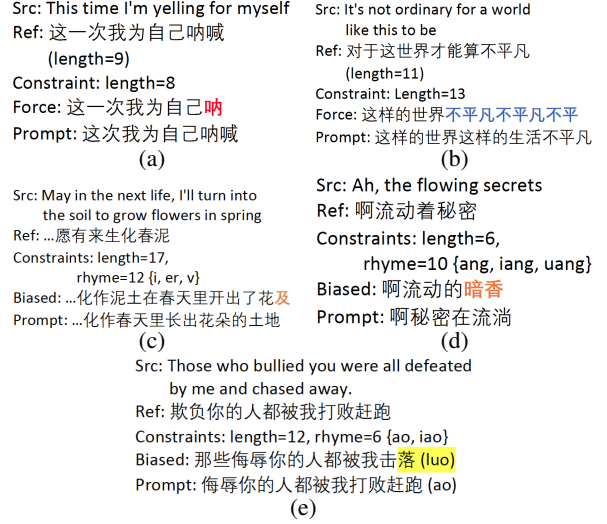 Src: This time I'm yelling for myself
Ref: 这一次我为自己呐喊
(length=9)
Constraint: length=8
Force: 这一次我为自己呐
Prompt: 这次我为自己呐喊
(a)
Src: It's not ordinary for a world
like this to be
Ref: 对于这世界才能算不平凡
(length=11)
Constraint: Length=13
Force: 这样的世界不平凡不平凡不平
Prompt: 这样的世界这样的生活不平凡
(b)
Src: May in the next life, I'll turn into
the soil to grow flowers in spring
Ref: ...愿有来生化春泥
Constraints: length=17,
rhyme=12 {i, er, v}
Biased: ...化作泥土在春天里开出了花及
Prompt: ...化作春天里长出花朵的土地
(c)
Src: Ah, the flowing secrets
Ref: 啊流动着秘密
Constraints: length=6,
rhyme=10 {ang, iang, uang}
Biased: 啊流动的暗香
Prompt: 啊秘密在流淌
(d)
Src: Those who bullied you were all defeated
by me and chased away.
Ref: 欺负你的人都被我打败赶跑
Constraints: length=12, rhyme=6 {ao, iao}
Biased: 那些侮辱你的人都被我击落 (luo)
Prompt: 侮辱你的人都被我打败赶跑 (ao)
(e)